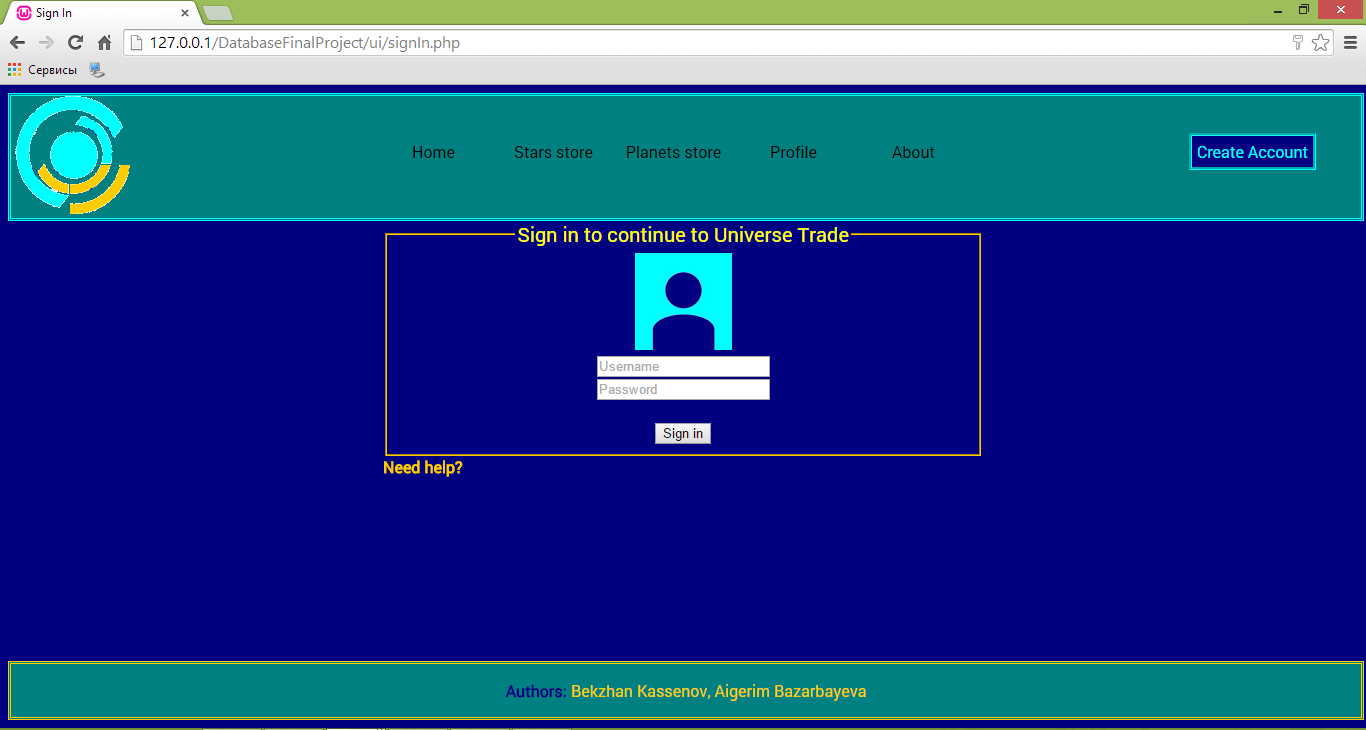 Sign In
127.0.0.1/DatabaseFinalProject/ui/signIn.php
Сервисы
Home Stars store Planets store Profile About Create Account
Sign in to continue to Universe Trade
Username
Password
Sign in
Need help?
Authors: Bekzhan Kassenov, Aigerim Bazarbayeva